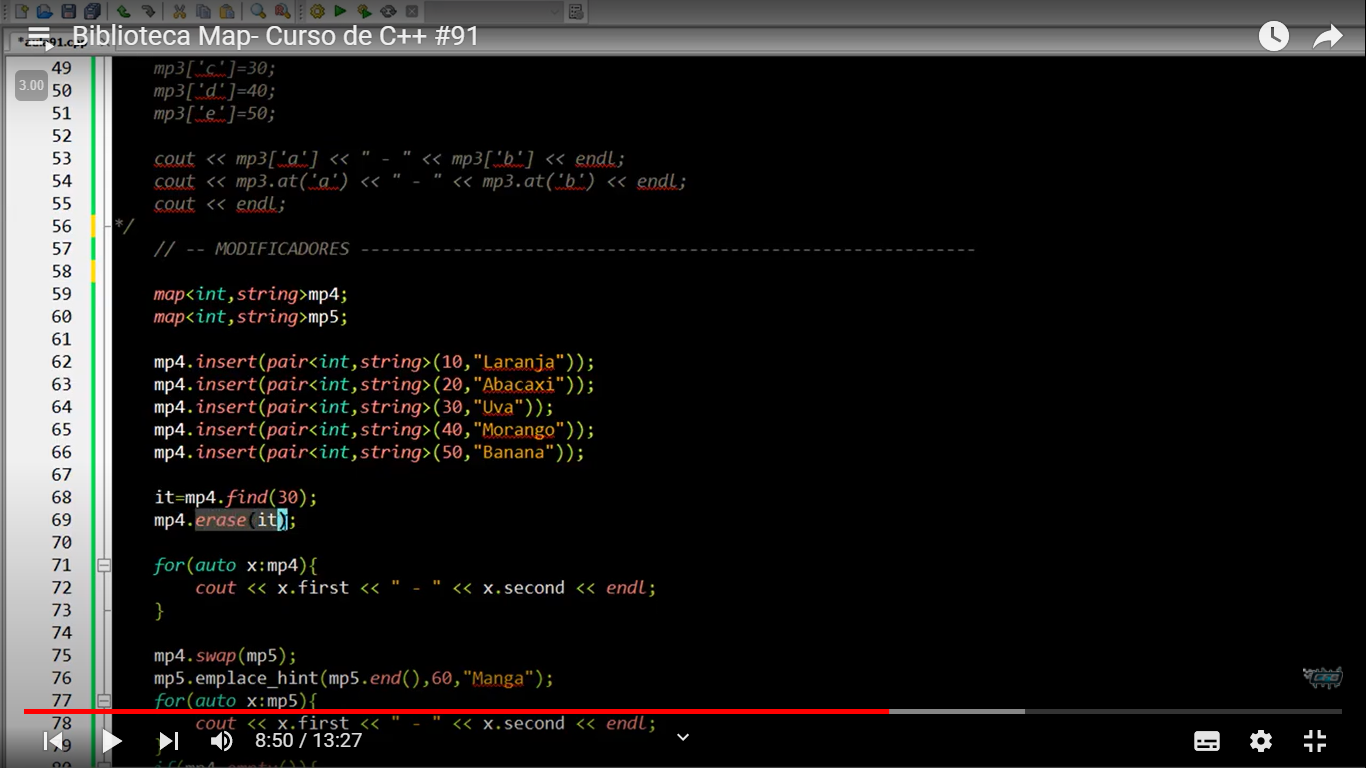 Biblioteca Map- Curso de C++ #91
3.00
49 mp3['c']=30;
50 mp3['d']=40;
51 mp3['e']=50;
52
53 cout << mp3['a'] << " - " << mp3['b'] << endl;
54 cout << mp3.at('a') << " - " << mp3.at('b') << endl;
55 cout << endl;
56 */
57 // -- MODIFICADORES ------------------------------------------------------------
58
59 map<int,string>mp4;
60 map<int,string>mp5;
61
62 mp4.insert(pair<int,string>(10,"Laranja"));
63 mp4.insert(pair<int,string>(20,"Abacaxi"));
64 mp4.insert(pair<int,string>(30,"Uva"));
65 mp4.insert(pair<int,string>(40,"Morango"));
66 mp4.insert(pair<int,string>(50,"Banana"));
67
68 it=mp4.find(30);
69 mp4.erase(it);
70
71 for(auto x:mp4){
72 cout << x.first << " - " << x.second << endl;
73 }
74
75 mp4.swap(mp5);
76 mp5.emplace_hint(mp5.end(),60,"Manga");
77 for(auto x:mp5){
78 cout << x.first << " - " << x.second << endl;
79 }
8:50 / 13:27
80 if(mp4.empty()){